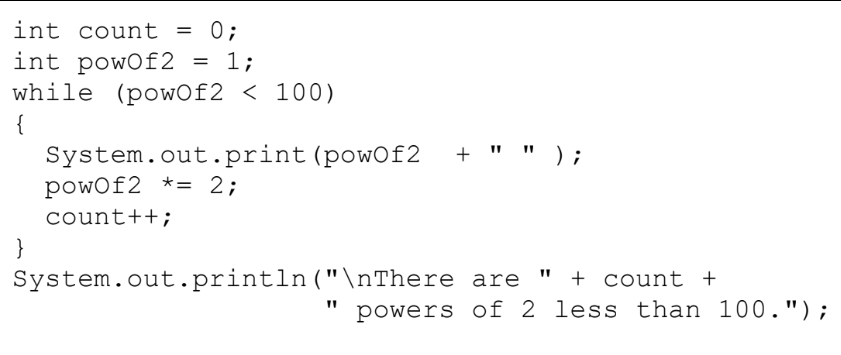 int count = 0;
int powOf2 = 1;
while (powOf2 < 100)
{
  System.out.print(powOf2  + " " );
  powOf2 *= 2;
  count++;
}
System.out.println("\nThere are " + count +
                   " powers of 2 less than 100.");